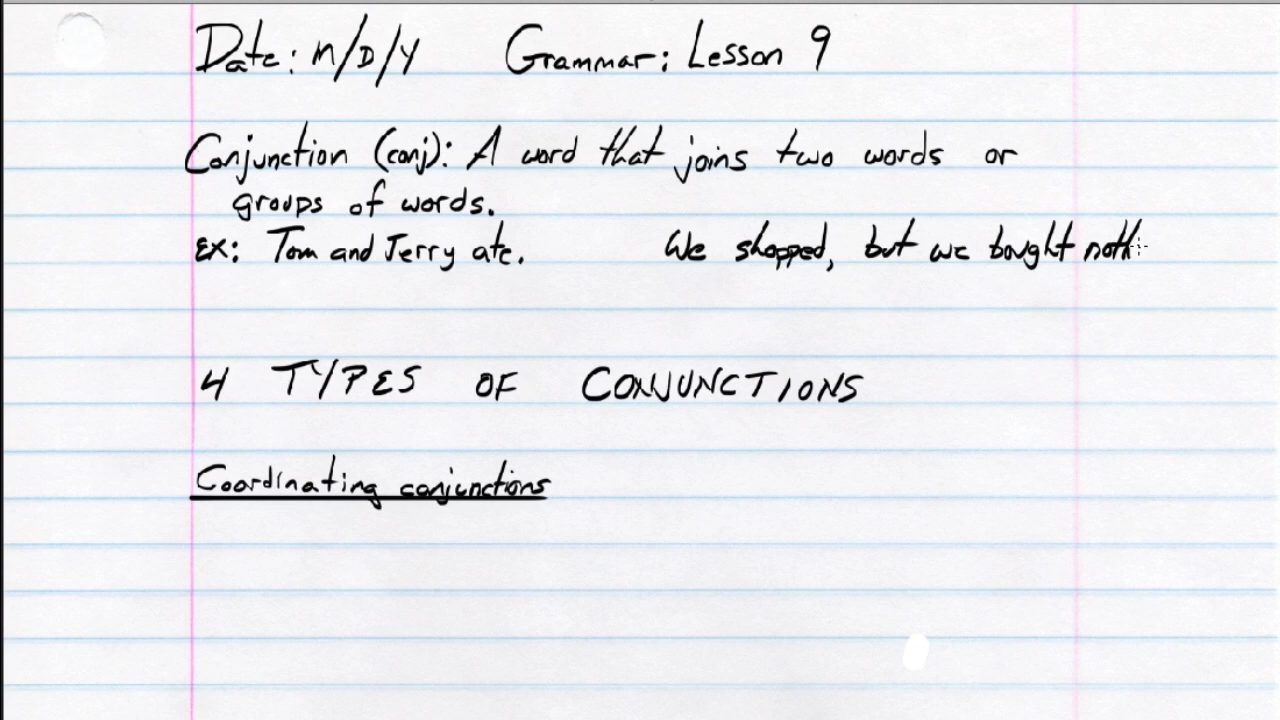 Date: M/D/Y Grammar: Lesson 9
Conjunction (conj): A word that joins two words or
groups of words.
Ex: Tom and Jerry ate. We shopped, but we bought
4 TYPES OF CONJUNCTIONS
Coordinating conjunctions